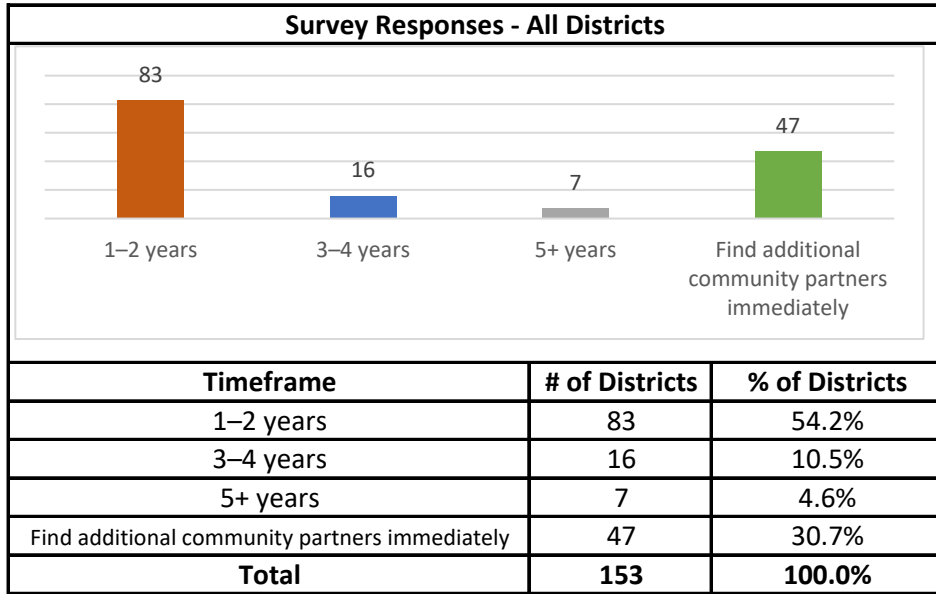 Survey Responses - All Districts
83
16
7
47
1–2 years
3–4 years
5+ years
Find additional
community partners
immediately
Timeframe # of Districts % of Districts
1–2 years 83 54.2%
3–4 years 16 10.5%
5+ years 7 4.6%
Find additional community partners immediately 47 30.7%
Total 153 100.0%